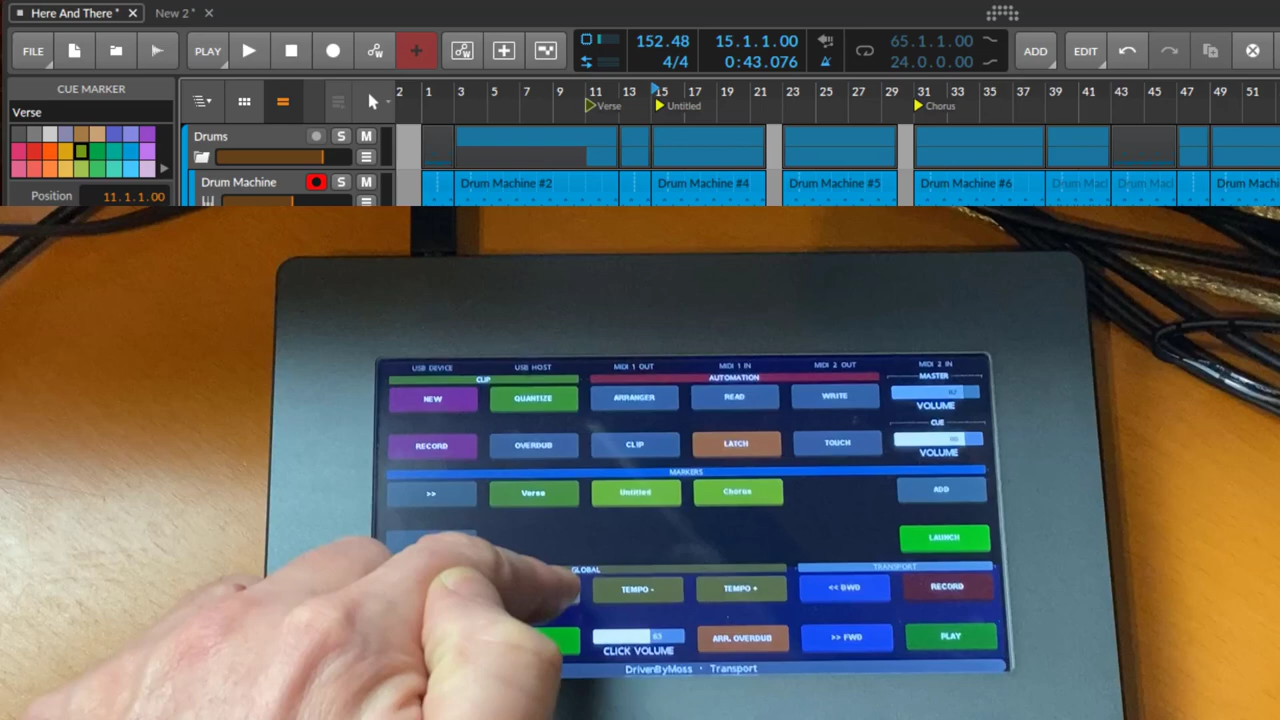 Here And There * ✕ New 2 * ✕
FILE PLAY 152.48 4/4 15.1.1.00 0:43.076 65.1.1.00 24.0.0.00 ADD EDIT
CUE MARKER
Verse
Position 11.1.1.00
2 1 3 5 7 9 11 13 15 17 19 21 23 25 27 29 31 33 35 37 39 41 43 45 47 49 51
Verse Untitled Chorus
Drums S M
Drum Machine S M Drum Machine #2 Drum Machine #4 Drum Machine #5 Drum Machine #6 Drum Macl Drum Macl Drum Machi
USB DEVICE USB HOST MIDI 1 OUT MIDI 1 IN MIDI 2 OUT MIDI 2 IN
CLIP AUTOMATION MASTER
NEW QUANTIZE ARRANGER READ WRITE
VOLUME
CUE
RECORD OVERDUB CLIP LATCH TOUCH
VOLUME
MARKERS
>> Verse Untitled Chorus ADD
LAUNCH
GLOBAL TRANSPORT
TEMPO - TEMPO + << BWD RECORD
63 ARR. OVERDUB >> FWD PLAY
CLICK VOLUME
DrivenByMoss · Transport